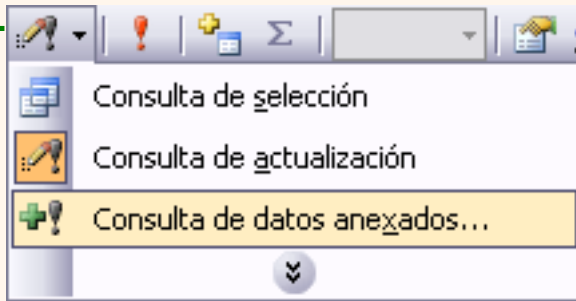 Σ
Consulta de selección
Consulta de actualización
Consulta de datos anexados...